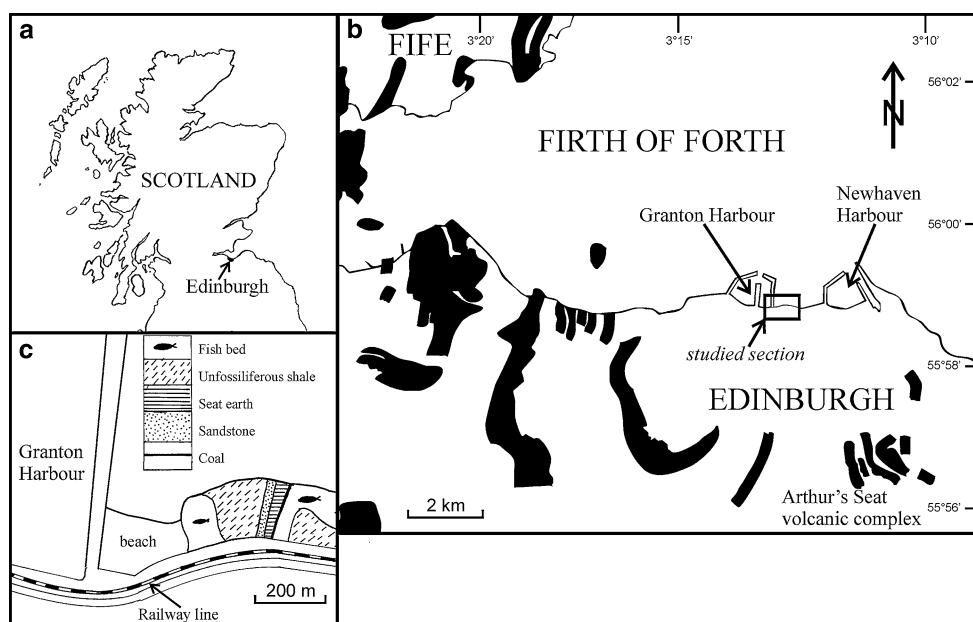 a
SCOTLAND
Edinburgh
b
3°20'
3°15'
3°10'
FIFE
56°02'
N
FIRTH OF FORTH
Newhaven
Harbour
Granton Harbour
56°00'
studied section
55°58'
EDINBURGH
2 km
Arthur's Seat
volcanic complex
55°56'
c
Fish bed
Unfossiliferous shale
Seat earth
Sandstone
Coal
Granton
Harbour
beach
200 m
Railway line